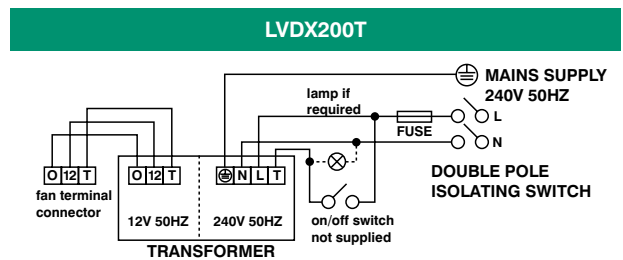 LVDX200T
MAINS SUPPLY
240V 50HZ
lamp if
required
FUSE
L
N
O 12 T
O 12 T
N L T
fan terminal
connector
12V 50HZ
240V 50HZ
on/off switch
not supplied
DOUBLE POLE
ISOLATING SWITCH
TRANSFORMER